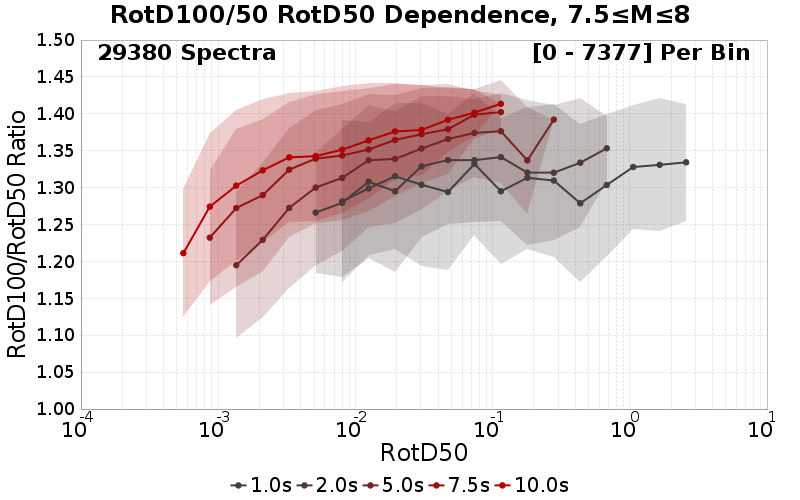 RotD100/50 RotD50 Dependence, 7.5≤M≤8
29380 Spectra
[0 - 7377] Per Bin
RotD100/RotD50 Ratio
1.50
1.45
1.40
1.35
1.30
1.25
1.20
1.15
1.10
1.05
1.00
10-4 10-3 10-2 10-1 100 101
RotD50
1.0s 2.0s 5.0s 7.5s 10.0s